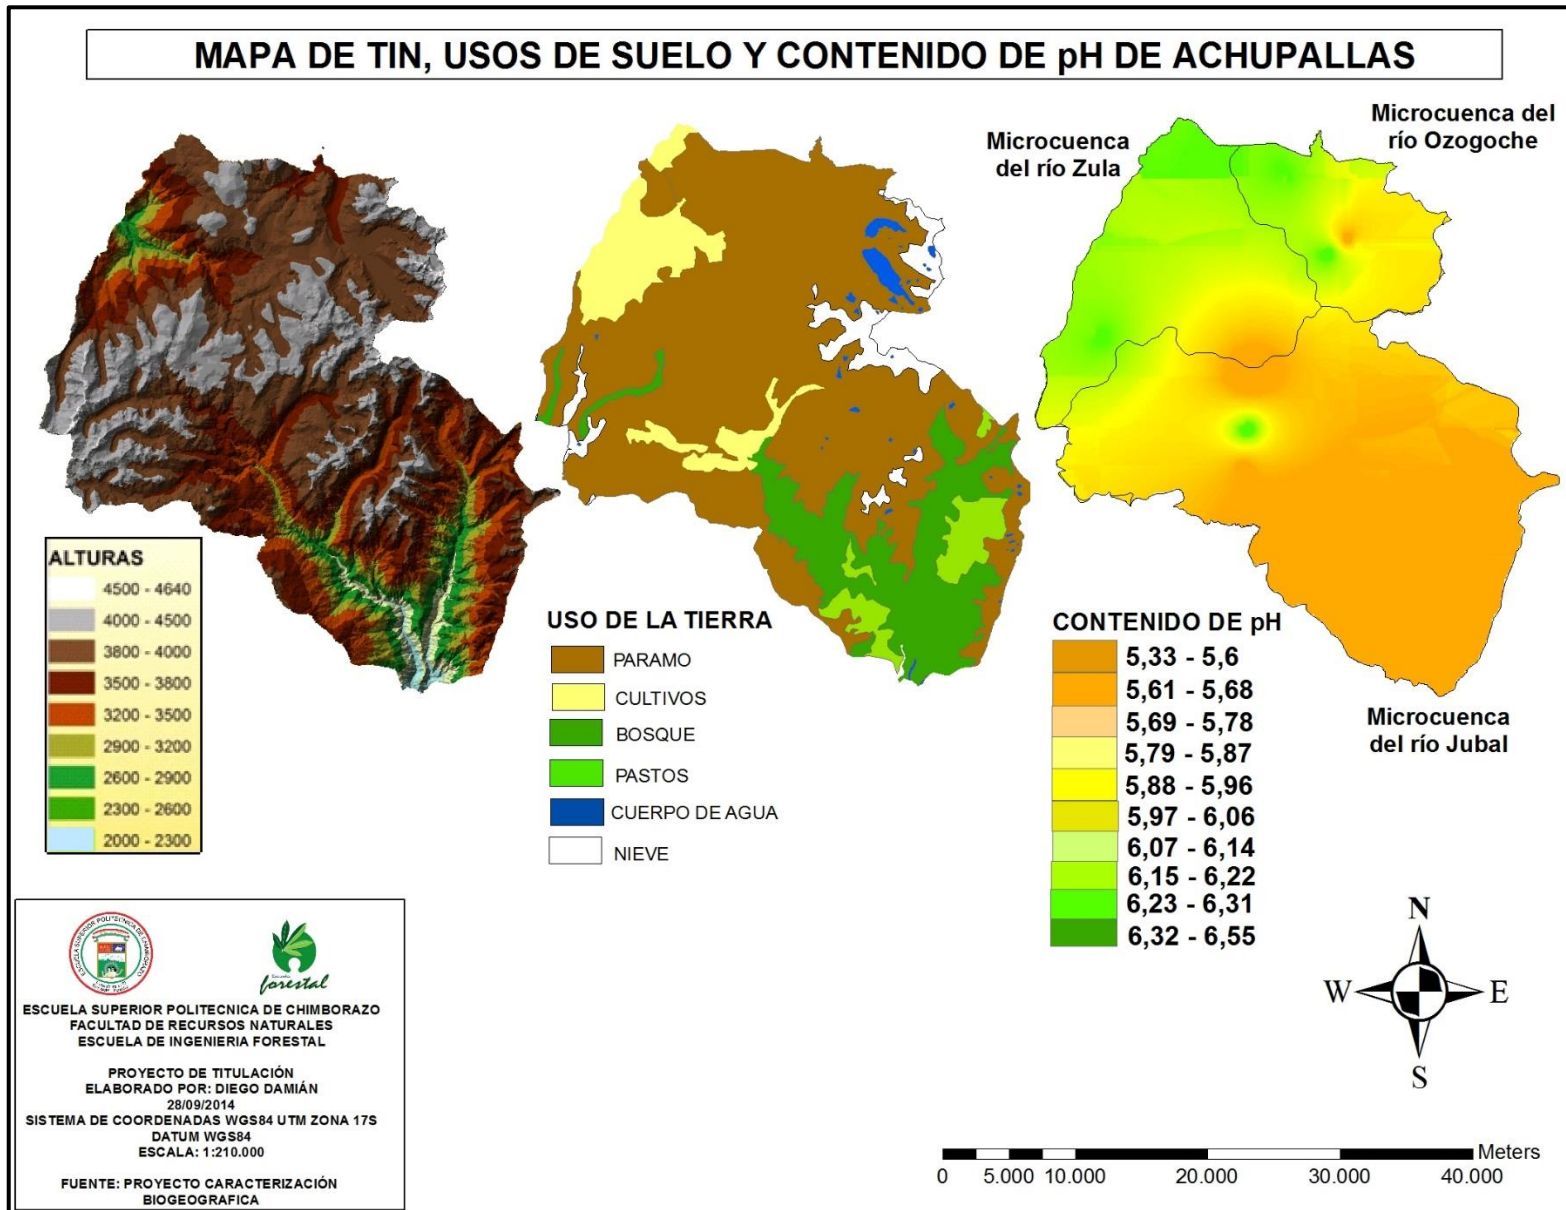 MAPA DE TIN, USOS DE SUELO Y CONTENIDO DE pH DE ACHUPALLAS
Microcuenca
del río Zula
Microcuenca del
río Ozogoche
Microcuenca
del río Jubal
ALTURAS
4500 - 4640
4000 - 4500
3800 - 4000
3500 - 3800
3200 - 3500
2900 - 3200
2600 - 2900
2300 - 2600
2000 - 2300
USO DE LA TIERRA
PARAMO
CULTIVOS
BOSQUE
PASTOS
CUERPO DE AGUA
NIEVE
CONTENIDO DE pH
5,33 - 5,6
5,61 - 5,68
5,69 - 5,78
5,79 - 5,87
5,88 - 5,96
5,97 - 6,06
6,07 - 6,14
6,15 - 6,22
6,23 - 6,31
6,32 - 6,55
ESCUELA SUPERIOR POLITECNICA DE CHIMBORAZO
forestal
ESCUELA SUPERIOR POLITECNICA DE CHIMBORAZO
FACULTAD DE RECURSOS NATURALES
ESCUELA DE INGENIERIA FORESTAL
PROYECTO DE TITULACIÓN
ELABORADO POR: DIEGO DAMIÁN
28/09/2014
SISTEMA DE COORDENADAS WGS84 UTM ZONA 17S
DATUM WGS84
ESCALA: 1:210.000
FUENTE: PROYECTO CARACTERIZACIÓN
BIOGEOGRAFICA
N
W
E
S
Meters
0 5.000 10.000 20.000 30.000 40.000